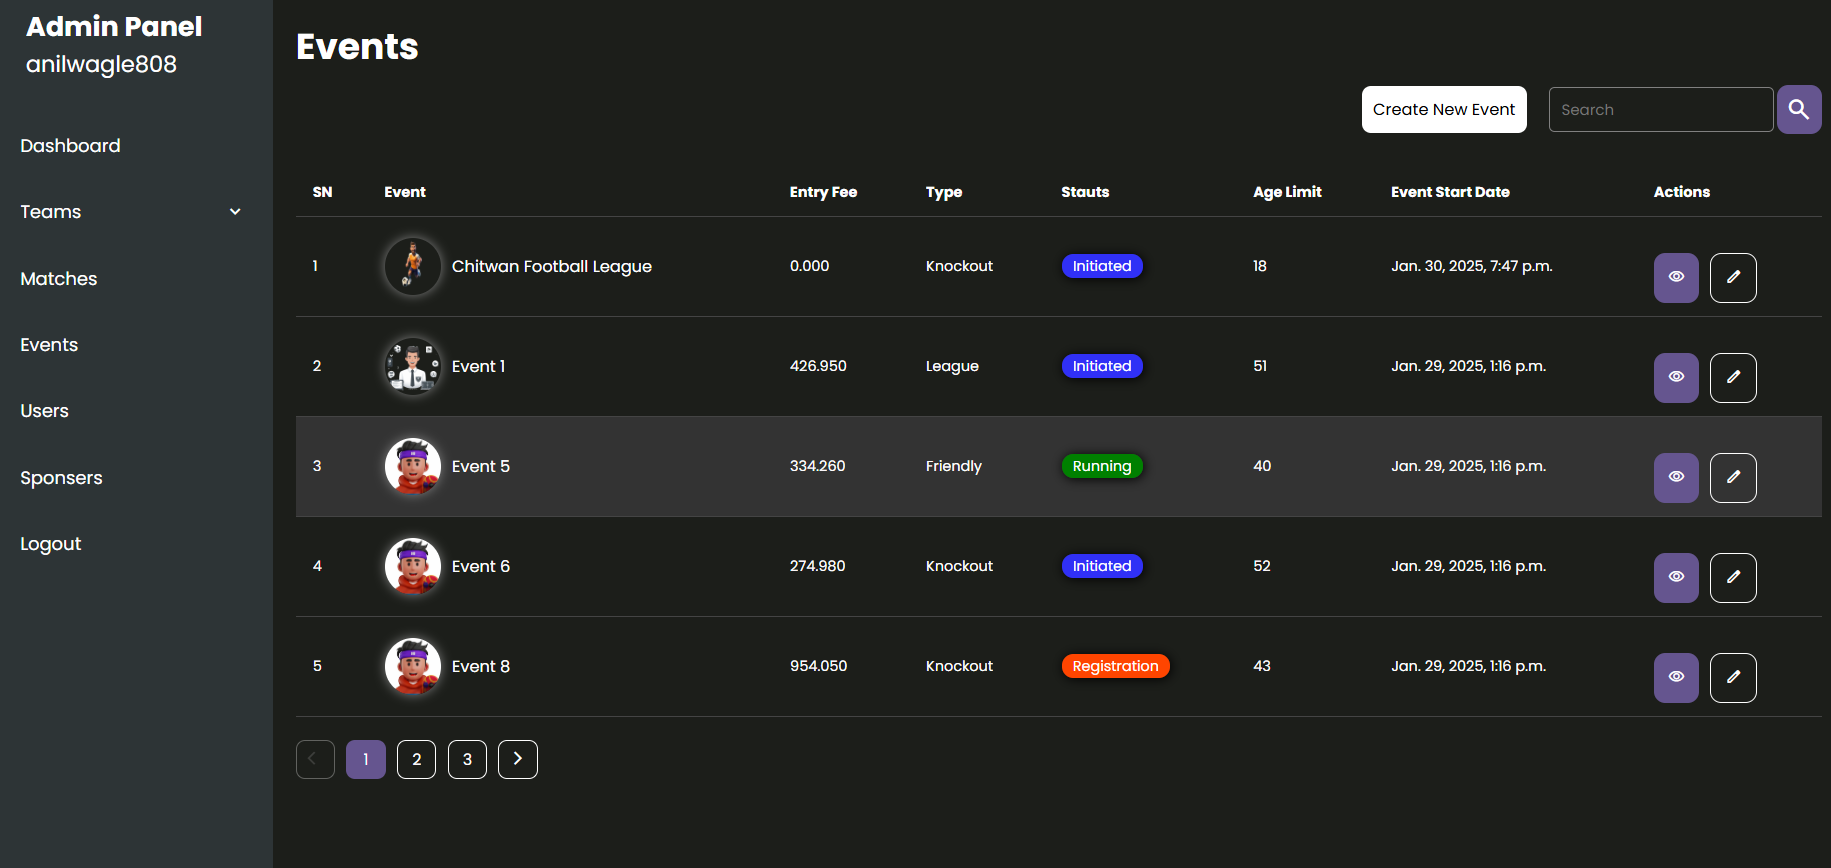 Admin Panel
anilwagle808
Dashboard
Teams
Matches
Events
Users
Sponsers
Logout
Events
Create New Event
Search
SN Event Entry Fee Type Stauts Age Limit Event Start Date Actions
1 Chitwan Football League 0.000 Knockout Initiated 18 Jan. 30, 2025, 7:47 p.m.
2 Event 1 426.950 League Initiated 51 Jan. 29, 2025, 1:16 p.m.
3 Event 5 334.260 Friendly Running 40 Jan. 29, 2025, 1:16 p.m.
4 Event 6 274.980 Knockout Initiated 52 Jan. 29, 2025, 1:16 p.m.
5 Event 8 954.050 Knockout Registration 43 Jan. 29, 2025, 1:16 p.m.
1 2 3